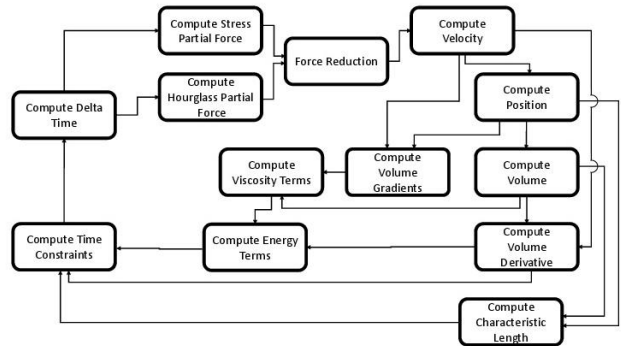 Compute Stress
Partial Force
Compute
Velocity
Force Reduction
Compute
Hourglass Partial
Force
Compute Delta
Time
Compute
Position
Compute
Viscosity Terms
Compute
Volume
Gradients
Compute
Volume
Compute Time
Constraints
Compute Energy
Terms
Compute
Volume
Derivative
Compute
Characteristic
Length